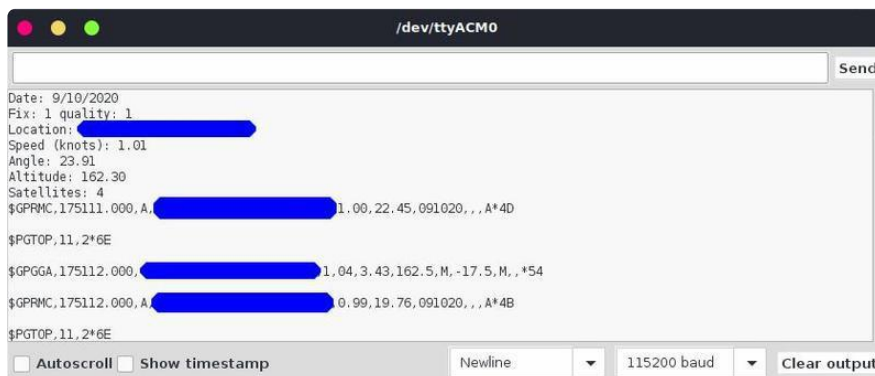 /dev/ttyACM0
Send
Date: 9/10/2020
Fix: 1 quality: 1
Location:
Speed (knots): 1.01
Angle: 23.91
Altitude: 162.30
Satellites: 4
$GPRMC,175111.000,A, 1.00,22.45,091020,,,A*4D
$PGTOP,11,2*6E
$GPGGA,175112.000, 1,04,3.43,162.5,M,-17.5,M,,*54
$GPRMC,175112.000,A, 0.99,19.76,091020,,,A*4B
$PGTOP,11,2*6E
Autoscroll Show timestamp Newline 115200 baud Clear output